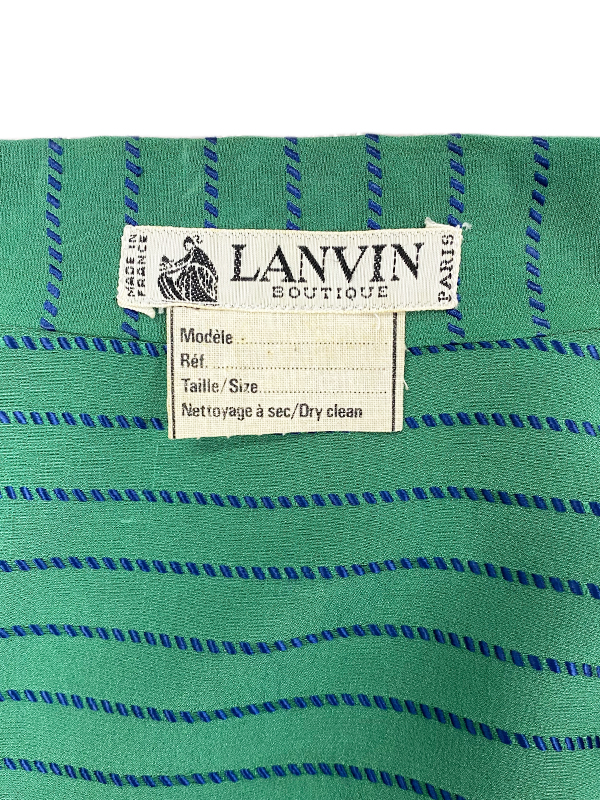 MADE IN
FRANCE
LANVIN
BOUTIQUE
PARIS
Modèle
Réf.
Taille/Size
Nettoyage à sec/Dry clean